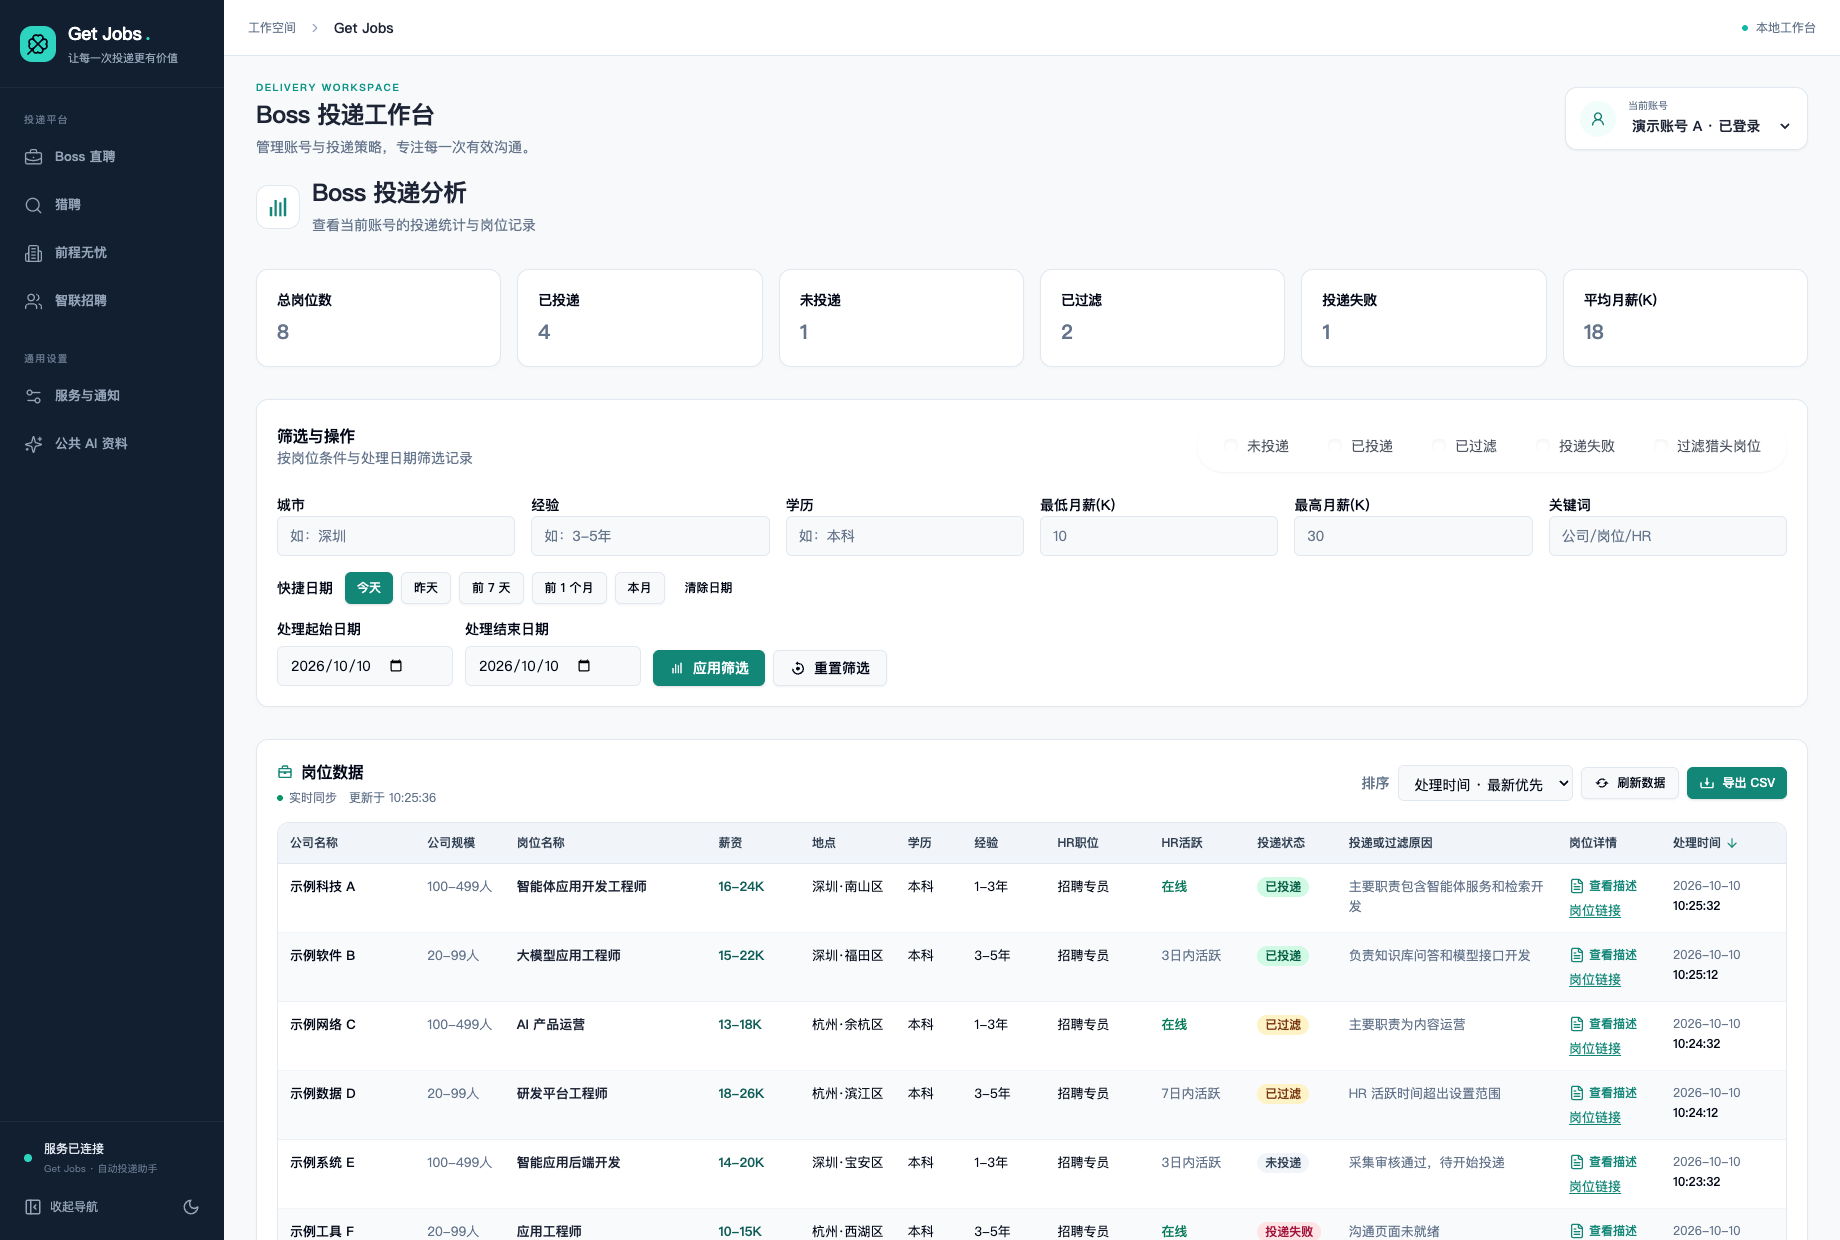 Get Jobs.
让每一次投递更有价值
投递平台
Boss 直聘
猎聘
前程无忧
智联招聘
通用设置
服务与通知
公共 AI 资料
服务已连接
Get Jobs · 自动投递助手
收起导航
工作空间 > Get Jobs
本地工作台
DELIVERY WORKSPACE
Boss 投递工作台
管理账号与投递策略，专注每一次有效沟通。
当前账号
演示账号 A · 已登录
Boss 投递分析
查看当前账号的投递统计与岗位记录
总岗位数
8
已投递
4
未投递
1
已过滤
2
投递失败
1
平均月薪(K)
18
筛选与操作
按岗位条件与处理日期筛选记录
未投递 已投递 已过滤 投递失败 过滤猎头岗位
城市 经验 学历 最低月薪(K) 最高月薪(K) 关键词
如：深圳 如：3-5年 如：本科 10 30 公司/岗位/HR
快捷日期 今天 昨天 前 7 天 前 1 个月 本月 清除日期
处理起始日期 处理结束日期
2026/10/10 2026/10/10 应用筛选 重置筛选
岗位数据
实时同步 更新于 10:25:36
排序 处理时间 · 最新优先 刷新数据 导出 CSV
公司名称 公司规模 岗位名称 薪资 地点 学历 经验 HR职位 HR活跃 投递状态 投递或过滤原因 岗位详情 处理时间 ↓
示例科技 A 100-499人 智能体应用开发工程师 16-24K 深圳·南山区 本科 1-3年 招聘专员 在线 已投递 主要职责包含智能体服务和检索开 查看描述 2026-10-10
发 岗位链接 10:25:32
示例软件 B 20-99人 大模型应用工程师 15-22K 深圳·福田区 本科 3-5年 招聘专员 3日内活跃 已投递 负责知识库问答和模型接口开发 查看描述 2026-10-10
岗位链接 10:25:12
示例网络 C 100-499人 AI 产品运营 13-18K 杭州·余杭区 本科 1-3年 招聘专员 在线 已过滤 主要职责为内容运营 查看描述 2026-10-10
岗位链接 10:24:32
示例数据 D 20-99人 研发平台工程师 18-26K 杭州·滨江区 本科 3-5年 招聘专员 7日内活跃 已过滤 HR 活跃时间超出设置范围 查看描述 2026-10-10
岗位链接 10:24:12
示例系统 E 100-499人 智能应用后端开发 14-20K 深圳·宝安区 本科 1-3年 招聘专员 3日内活跃 未投递 采集审核通过，待开始投递 查看描述 2026-10-10
岗位链接 10:23:32
示例工具 F 20-99人 应用工程师 10-15K 杭州·西湖区 本科 3-5年 招聘专员 在线 投递失败 沟通页面未就绪 查看描述 2026-10-10